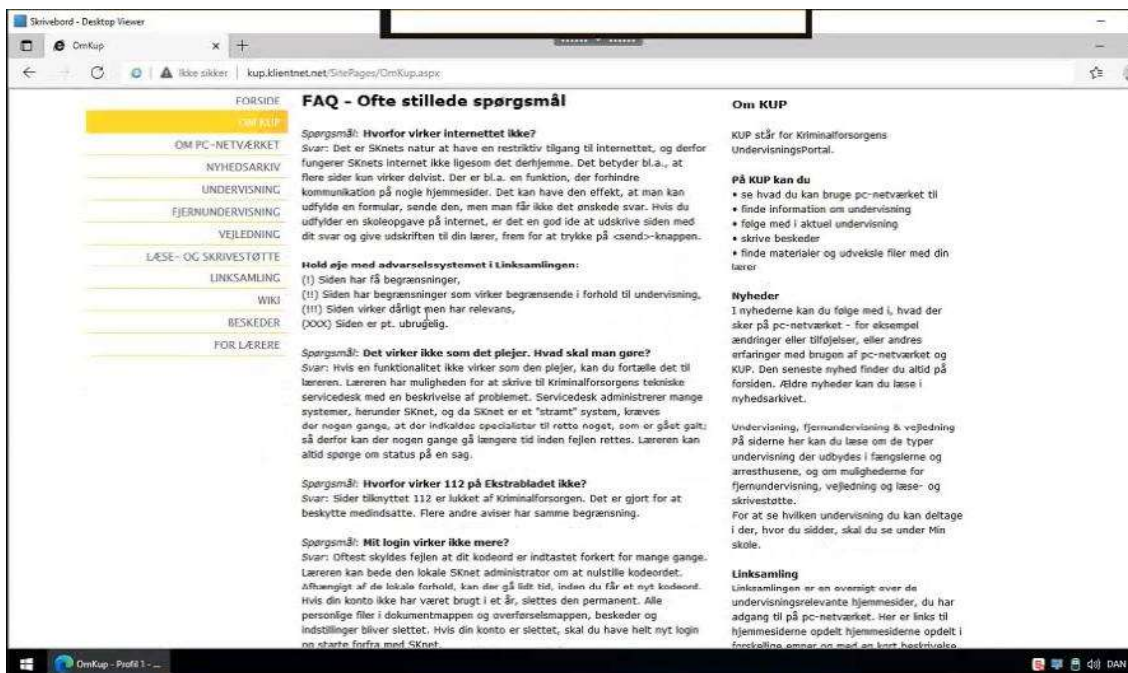 Skrivebord - Desktop Viewer
OmKup
Ikke sikker | kup.klientnet.net/SitePages/OmKup.aspx
FORSIDE
OM KUP
OM PC-NETVÆRKET
NYHEDSARKIV
UNDERVISNING
FJERNUNDERVISNING
VEJLEDNING
LÆSE- OG SKRIVESTØTTE
LINKSAMLING
WIKI
BESKEDER
FOR LÆRERE
FAQ - Ofte stillede spørgsmål
Spørgsmål: Hvorfor virker internettet ikke?
Svar: Det er SKnets natur at have en restriktiv tilgang til internettet, og derfor
fungerer SKnets internet ikke ligesom det derhjemme. Det betyder bl.a., at
flere sider kun virker delvist. Der er bl.a. en funktion, der forhindre
kommunikation på nogle hjemmesider. Det kan have den effekt, at man kan
udfylde en formular, sende den, men man får ikke det ønskede svar. Hvis du
udfylder en skoleopgave på internet, er det en god ide at udskrive siden med
dit svar og give udskriften til din lærer, frem for at trykke på <send>-knappen.
Hold øje med advarselssystemet i Linksamlingen:
(!) Siden har få begrænsninger,
(!!) Siden har begrænsninger som virker begrænsende i forhold til undervisning,
(!!!) Siden virker dårligt men har relevans,
(XXX) Siden er pt. ubrugelig.
Spørgsmål: Det virker ikke som det plejer. Hvad skal man gøre?
Svar: Hvis en funktionalitet ikke virker som den plejer, kan du fortælle det til
læreren. Læreren har muligheden for at skrive til Kriminalforsorgens tekniske
servicedesk med en beskrivelse af problemet. Servicedesk administrerer mange
systemer, herunder SKnet, og da SKnet er et "stramt" system, kræves
der nogen gange, at der indkaldes specialister til rette noget, som er gået galt;
så derfor kan der nogen gange gå længere tid inden fejlen rettes. Læreren kan
altid spørge om status på en sag.
Spørgsmål: Hvorfor virker 112 på Ekstrabladet ikke?
Svar: Sider tilknyttet 112 er lukket af Kriminalforsorgen. Det er gjort for at
beskytte medindsatte. Flere andre aviser har samme begrænsning.
Spørgsmål: Mit login virker ikke mere?
Svar: Oftest skyldes fejlen at dit kodeord er indtastet forkert for mange gange.
Læreren kan bede den lokale SKnet administrator om at nulstille kodeordet.
Afhængigt af de lokale forhold, kan der gå lidt tid, inden du får et nyt kodeord.
Hvis din konto ikke har været brugt i et år, slettes den permanent. Alle
personlige filer i dokumentmappen og overførselsmappen, beskeder og
indstillinger bliver slettet. Hvis din konto er slettet, skal du have helt nyt login
og starte forfra med SKnet.
Om KUP
KUP står for Kriminalforsorgens
UndervisningsPortal.
På KUP kan du
• se hvad du kan bruge pc-netværket til
• finde information om undervisning
• følge med i aktuel undervisning
• skrive beskeder
• finde materialer og udveksle filer med din
lærer
Nyheder
I nyhederne kan du følge med i, hvad der
sker på pc-netværket - for eksempel
ændringer eller tilføjelser, eller andres
erfaringer med brugen af pc-netværket og
KUP. Den seneste nyhed finder du altid på
forsiden. Ældre nyheder kan du læse i
nyhedsarkivet.
Undervisning, fjernundervisning & vejledning
På siderne her kan du læse om de typer
undervisning der udbydes i fængslerne og
arresthusene, og om mulighederne for
fjernundervisning, vejledning og læse- og
skrivestøtte.
For at se hvilken undervisning du kan deltage
i der, hvor du sidder, skal du se under Min
skole.
Linksamling
Linksamlingen er en oversigt over de
undervisningsrelevante hjemmesider, du har
adgang til på pc-netværket. Her er links til
hjemmesiderne opdelt hjemmesiderne opdelt i
forskellige emner og med en kort beskrivelse
OmKup - Profil 1 - ...
DAN